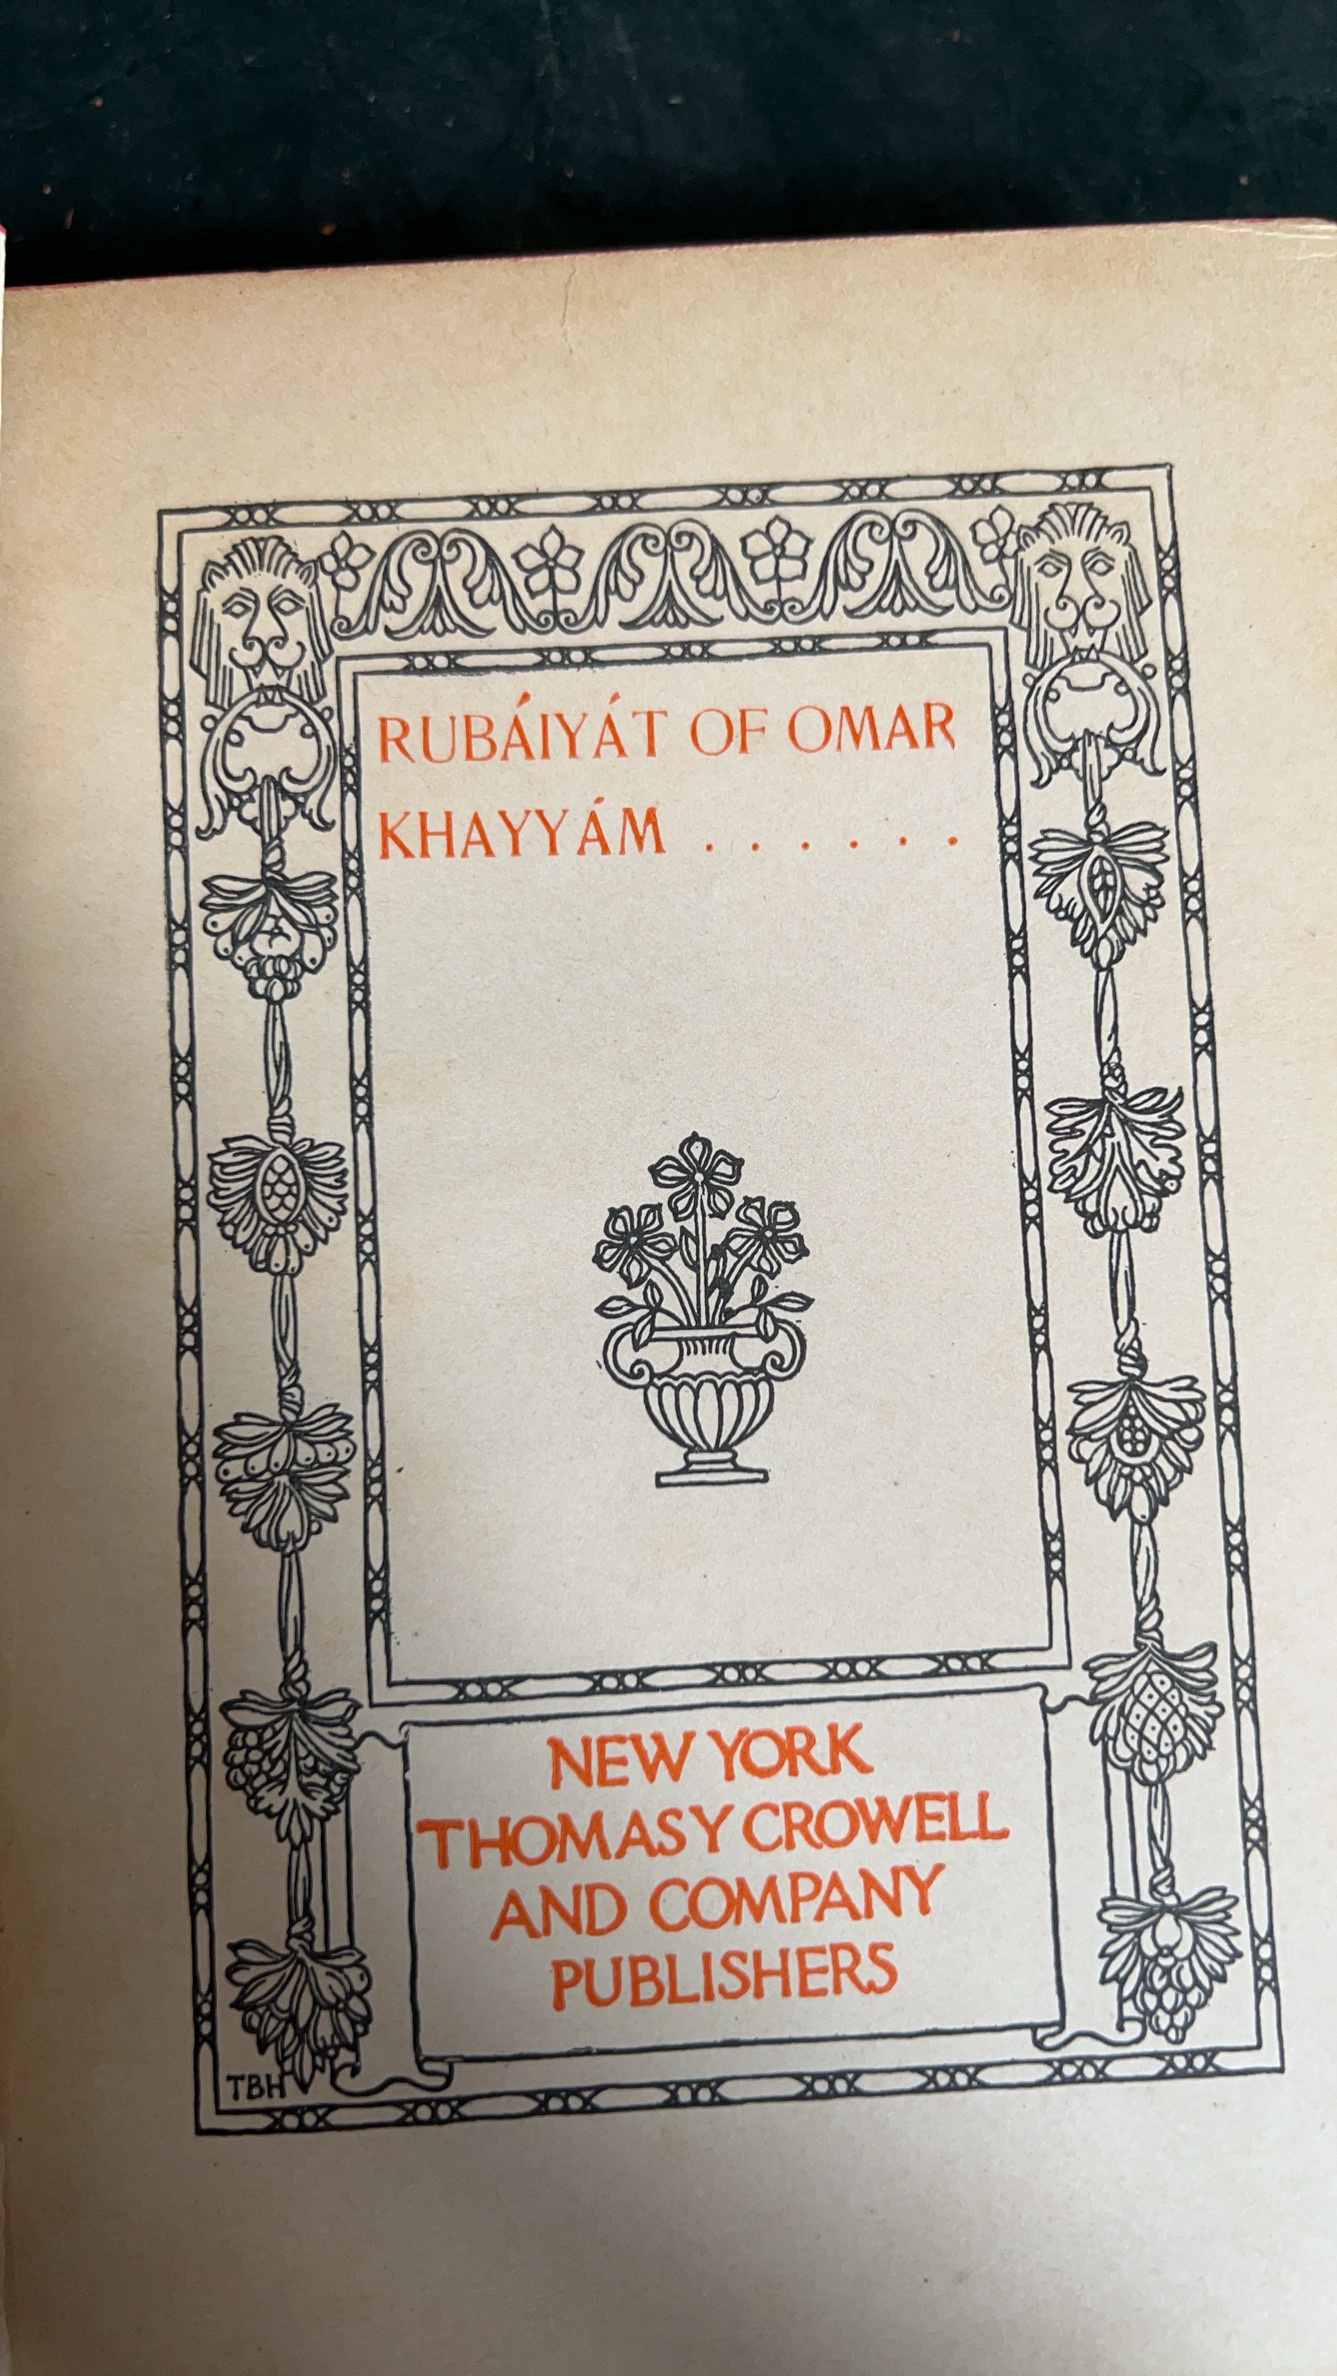 RUBÁIYÁT OF OMAR
KHAYYÁM . . . . . .
NEW YORK
THOMAS Y CROWELL
AND COMPANY
PUBLISHERS
TBH